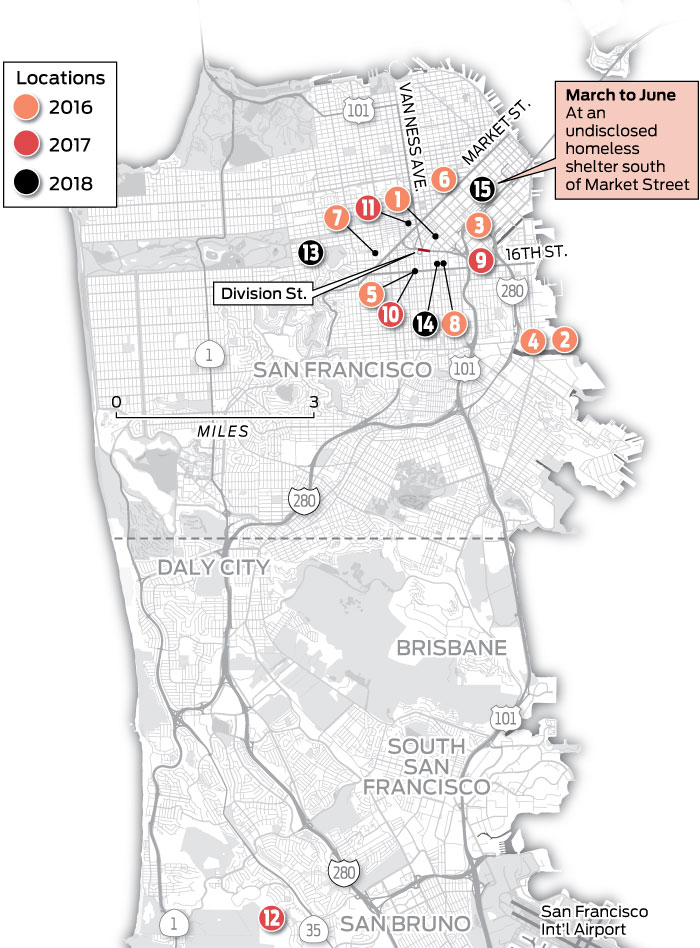 Locations
2016
2017
2018
101
VAN NESS AVE.
MARKET ST.
March to June
At an
undisclosed
homeless
shelter south
of Market Street
6
15
11
1
7
3
13
9
16TH ST.
Division St.
5
280
10
14
8
4
2
1
SAN FRANCISCO
101
0
3
MILES
280
DALY CITY
BRISBANE
101
SOUTH
SAN
FRANCISCO
280
12
1
35
SAN BRUNO
San Francisco
Int'l Airport